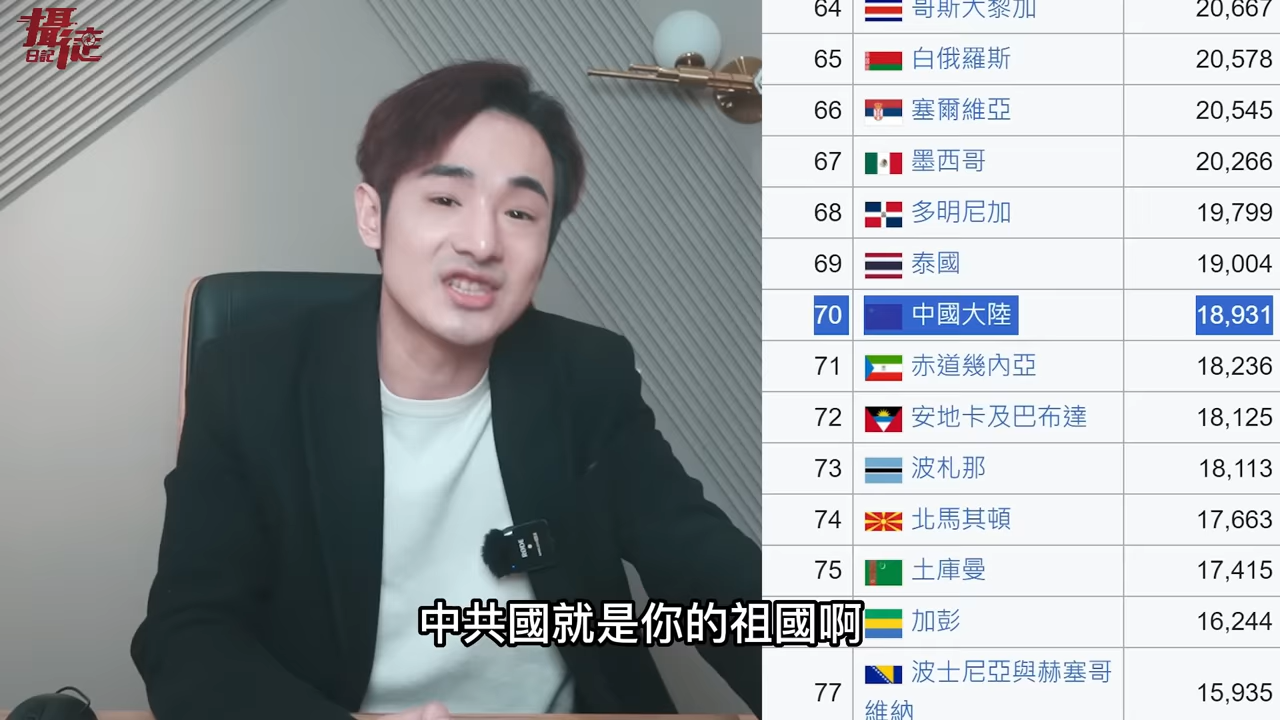 攝徒
日記
64 哥斯大黎加 20,667
65 白俄羅斯 20,578
66 塞爾維亞 20,545
67 墨西哥 20,266
68 多明尼加 19,799
69 泰國 19,004
70 中國大陸 18,931
71 赤道幾內亞 18,236
72 安地卡及巴布達 18,125
73 波札那 18,113
74 北馬其頓 17,663
75 土庫曼 17,415
中共國就是你的祖國啊
加彭 16,244
77 波士尼亞與赫塞哥
維納 15,935
RODE